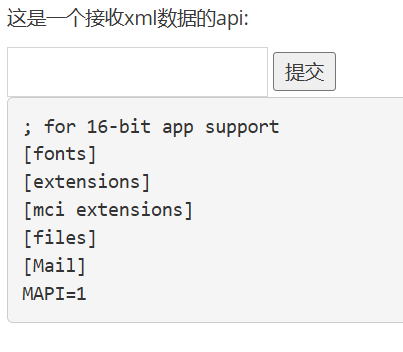 这是一个接收xml数据的api:
提交
; for 16-bit app support
[fonts]
[extensions]
[mci extensions]
[files]
[Mail]
MAPI=1